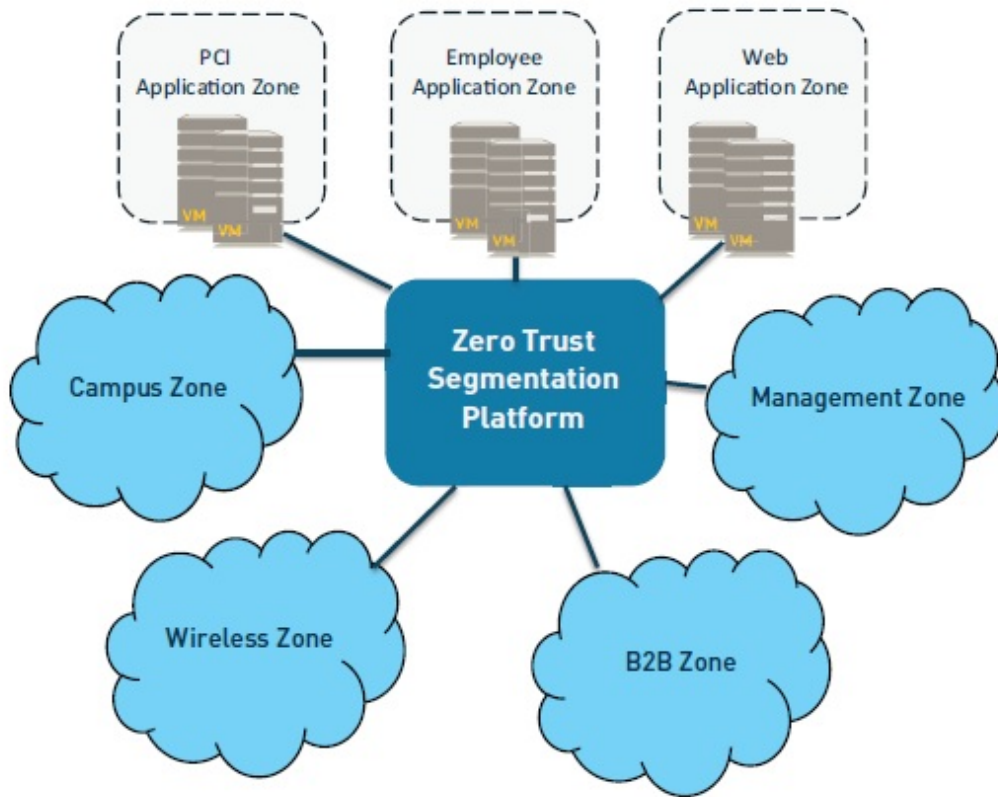 PCI
Application Zone
Employee
Application Zone
Web
Application Zone
VM
VM
VM
VM
VM
VM
Zero Trust
Segmentation
Platform
Campus Zone
Management Zone
Wireless Zone
B2B Zone